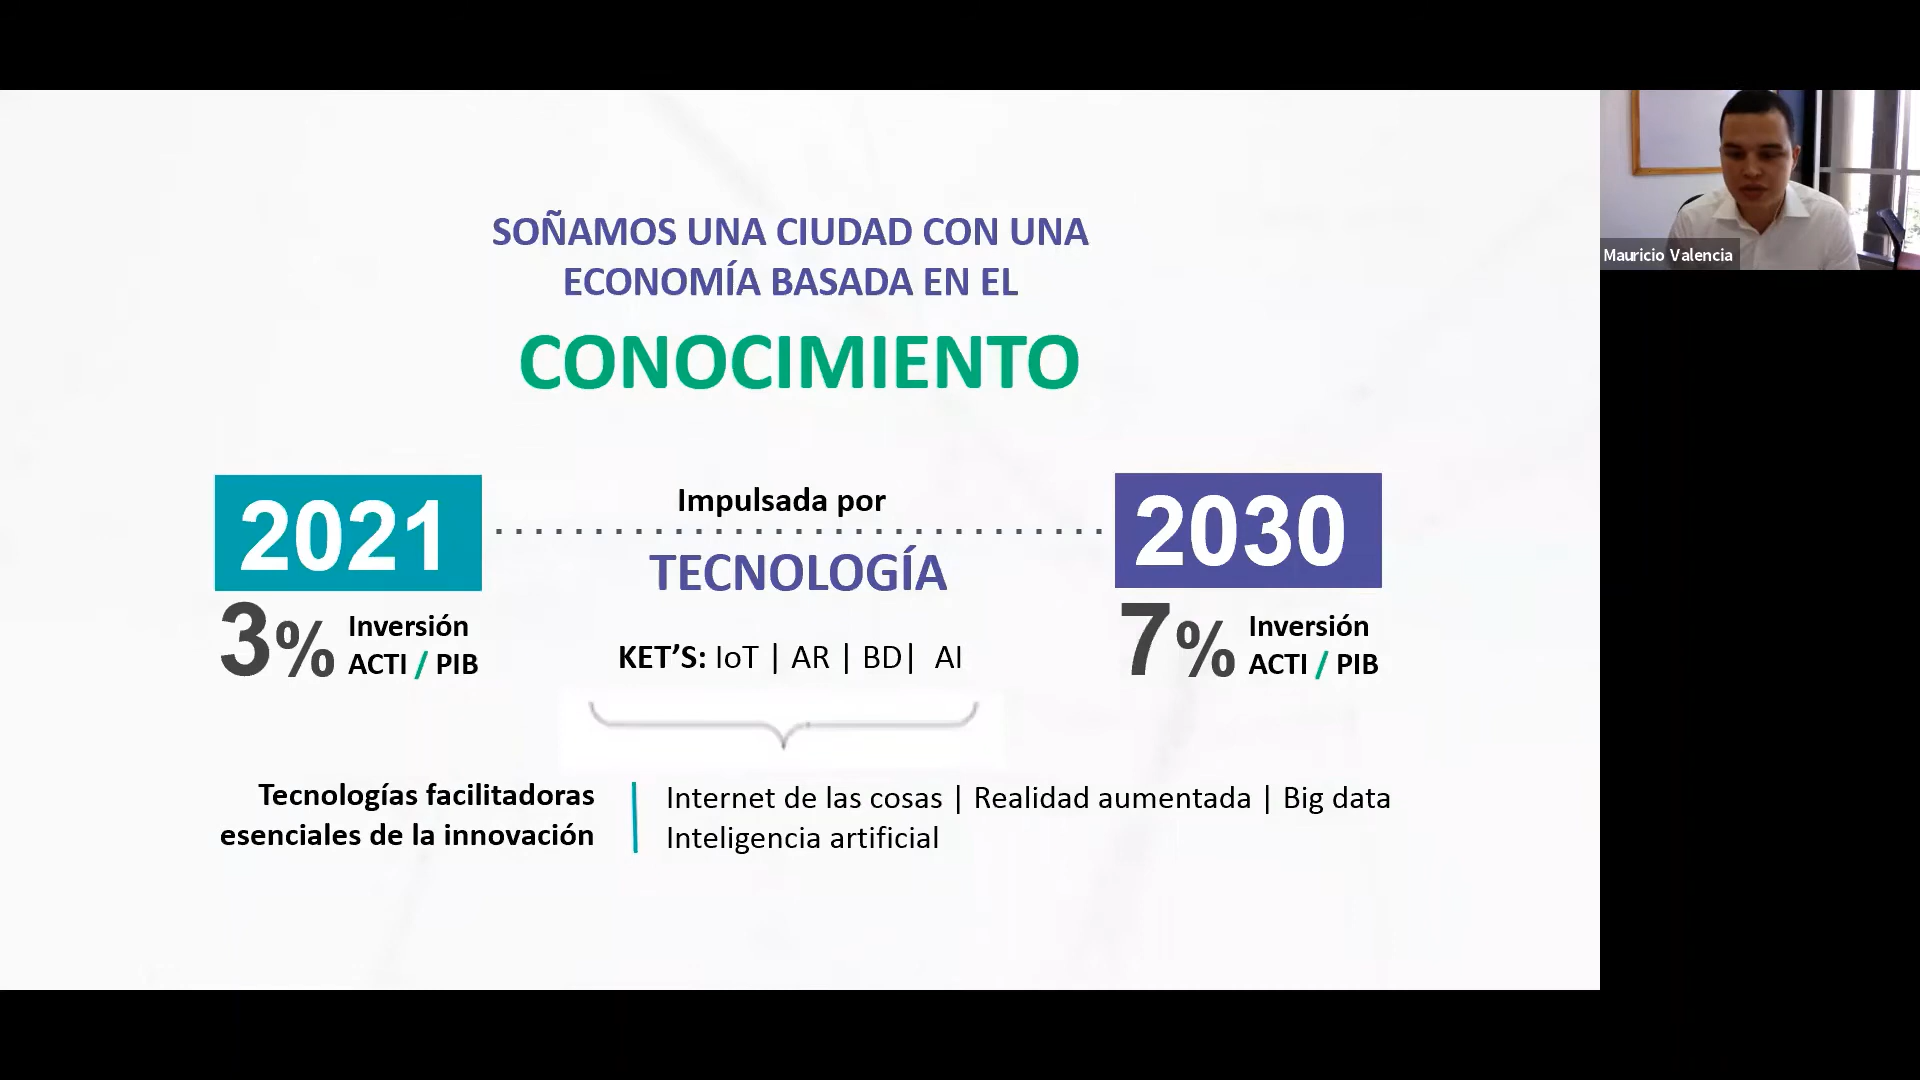 SOÑAMOS UNA CIUDAD CON UNA
ECONOMÍA BASADA EN EL
CONOCIMIENTO
2021
3% Inversión
ACTI / PIB
Impulsada por
TECNOLOGÍA
KET'S: IoT | AR | BD| AI
2030
7% Inversión
ACTI / PIB
Tecnologías facilitadoras
esenciales de la innovación
Internet de las cosas | Realidad aumentada | Big data
Inteligencia artificial
Mauricio Valencia